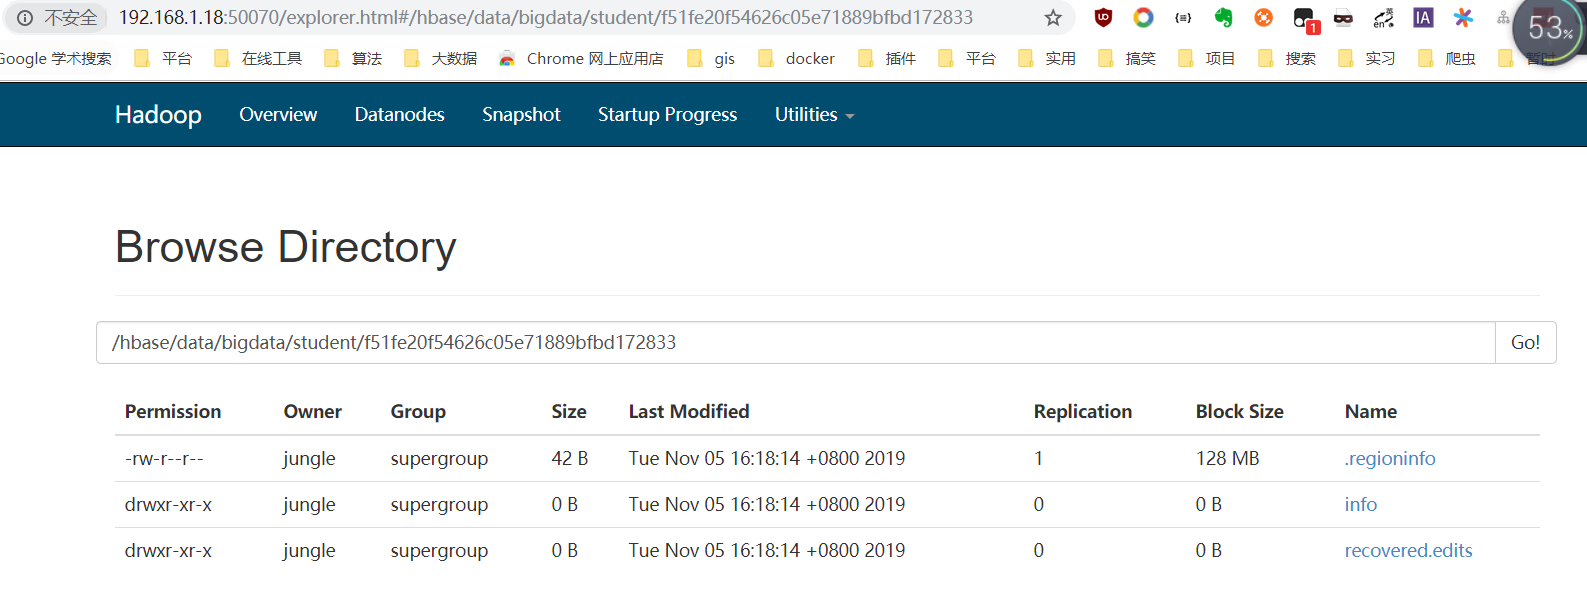 不安全 192.168.1.18:50070/explorer.html#/hbase/data/bigdata/student/f51fe20f54626c05e71889bfbd172833
UO {≡} 1 英 en IA 53%
Google 学术搜索 平台 在线工具 算法 大数据 Chrome 网上应用店 gis docker 插件 平台 实用 搞笑 项目 搜索 实习 爬虫 暂时
Hadoop Overview Datanodes Snapshot Startup Progress Utilities
Browse Directory
/hbase/data/bigdata/student/f51fe20f54626c05e71889bfbd172833 Go!
Permission Owner Group Size Last Modified Replication Block Size Name
-rw-r--r-- jungle supergroup 42 B Tue Nov 05 16:18:14 +0800 2019 1 128 MB .regioninfo
drwxr-xr-x jungle supergroup 0 B Tue Nov 05 16:18:14 +0800 2019 0 0 B info
drwxr-xr-x jungle supergroup 0 B Tue Nov 05 16:18:14 +0800 2019 0 0 B recovered.edits